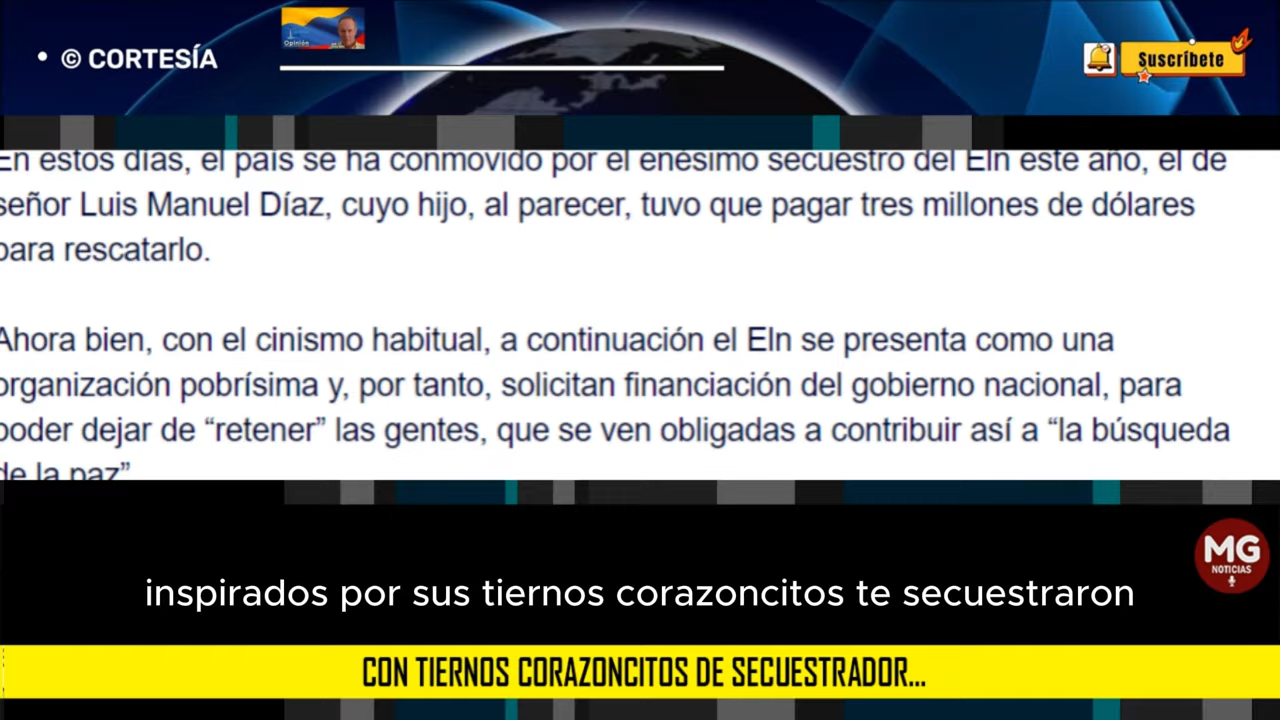 • © CORTESÍA
Opinión
Suscríbete
En estos días, el país se ha conmovido por el enésimo secuestro del Eln este año, el de
señor Luis Manuel Díaz, cuyo hijo, al parecer, tuvo que pagar tres millones de dólares
para rescatarlo.
Ahora bien, con el cinismo habitual, a continuación el Eln se presenta como una
organización pobrísima y, por tanto, solicitan financiación del gobierno nacional, para
poder dejar de “retener” las gentes, que se ven obligadas a contribuir así a “la búsqueda
de la paz”
MG
NOTICIAS
inspirados por sus tiernos corazoncitos te secuestraron
CON TIERNOS CORAZONCITOS DE SECUESTRADOR...